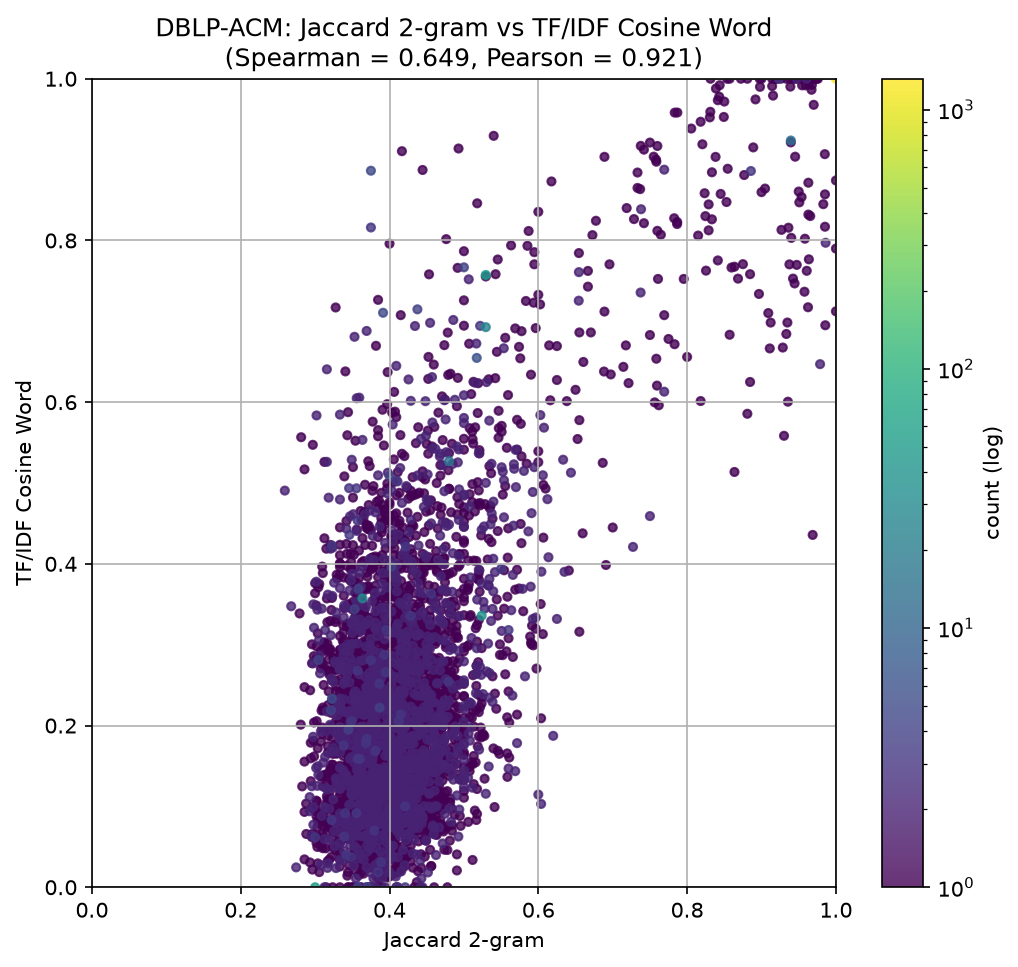 DBLP-ACM: Jaccard 2-gram vs TF/IDF Cosine Word
(Spearman = 0.649, Pearson = 0.921)
1.0
0.8
0.6
0.4
0.2
0.0
TF/IDF Cosine Word
0.0 0.2 0.4 0.6 0.8 1.0
Jaccard 2-gram
10³
10²
10¹
10⁰
count (log)